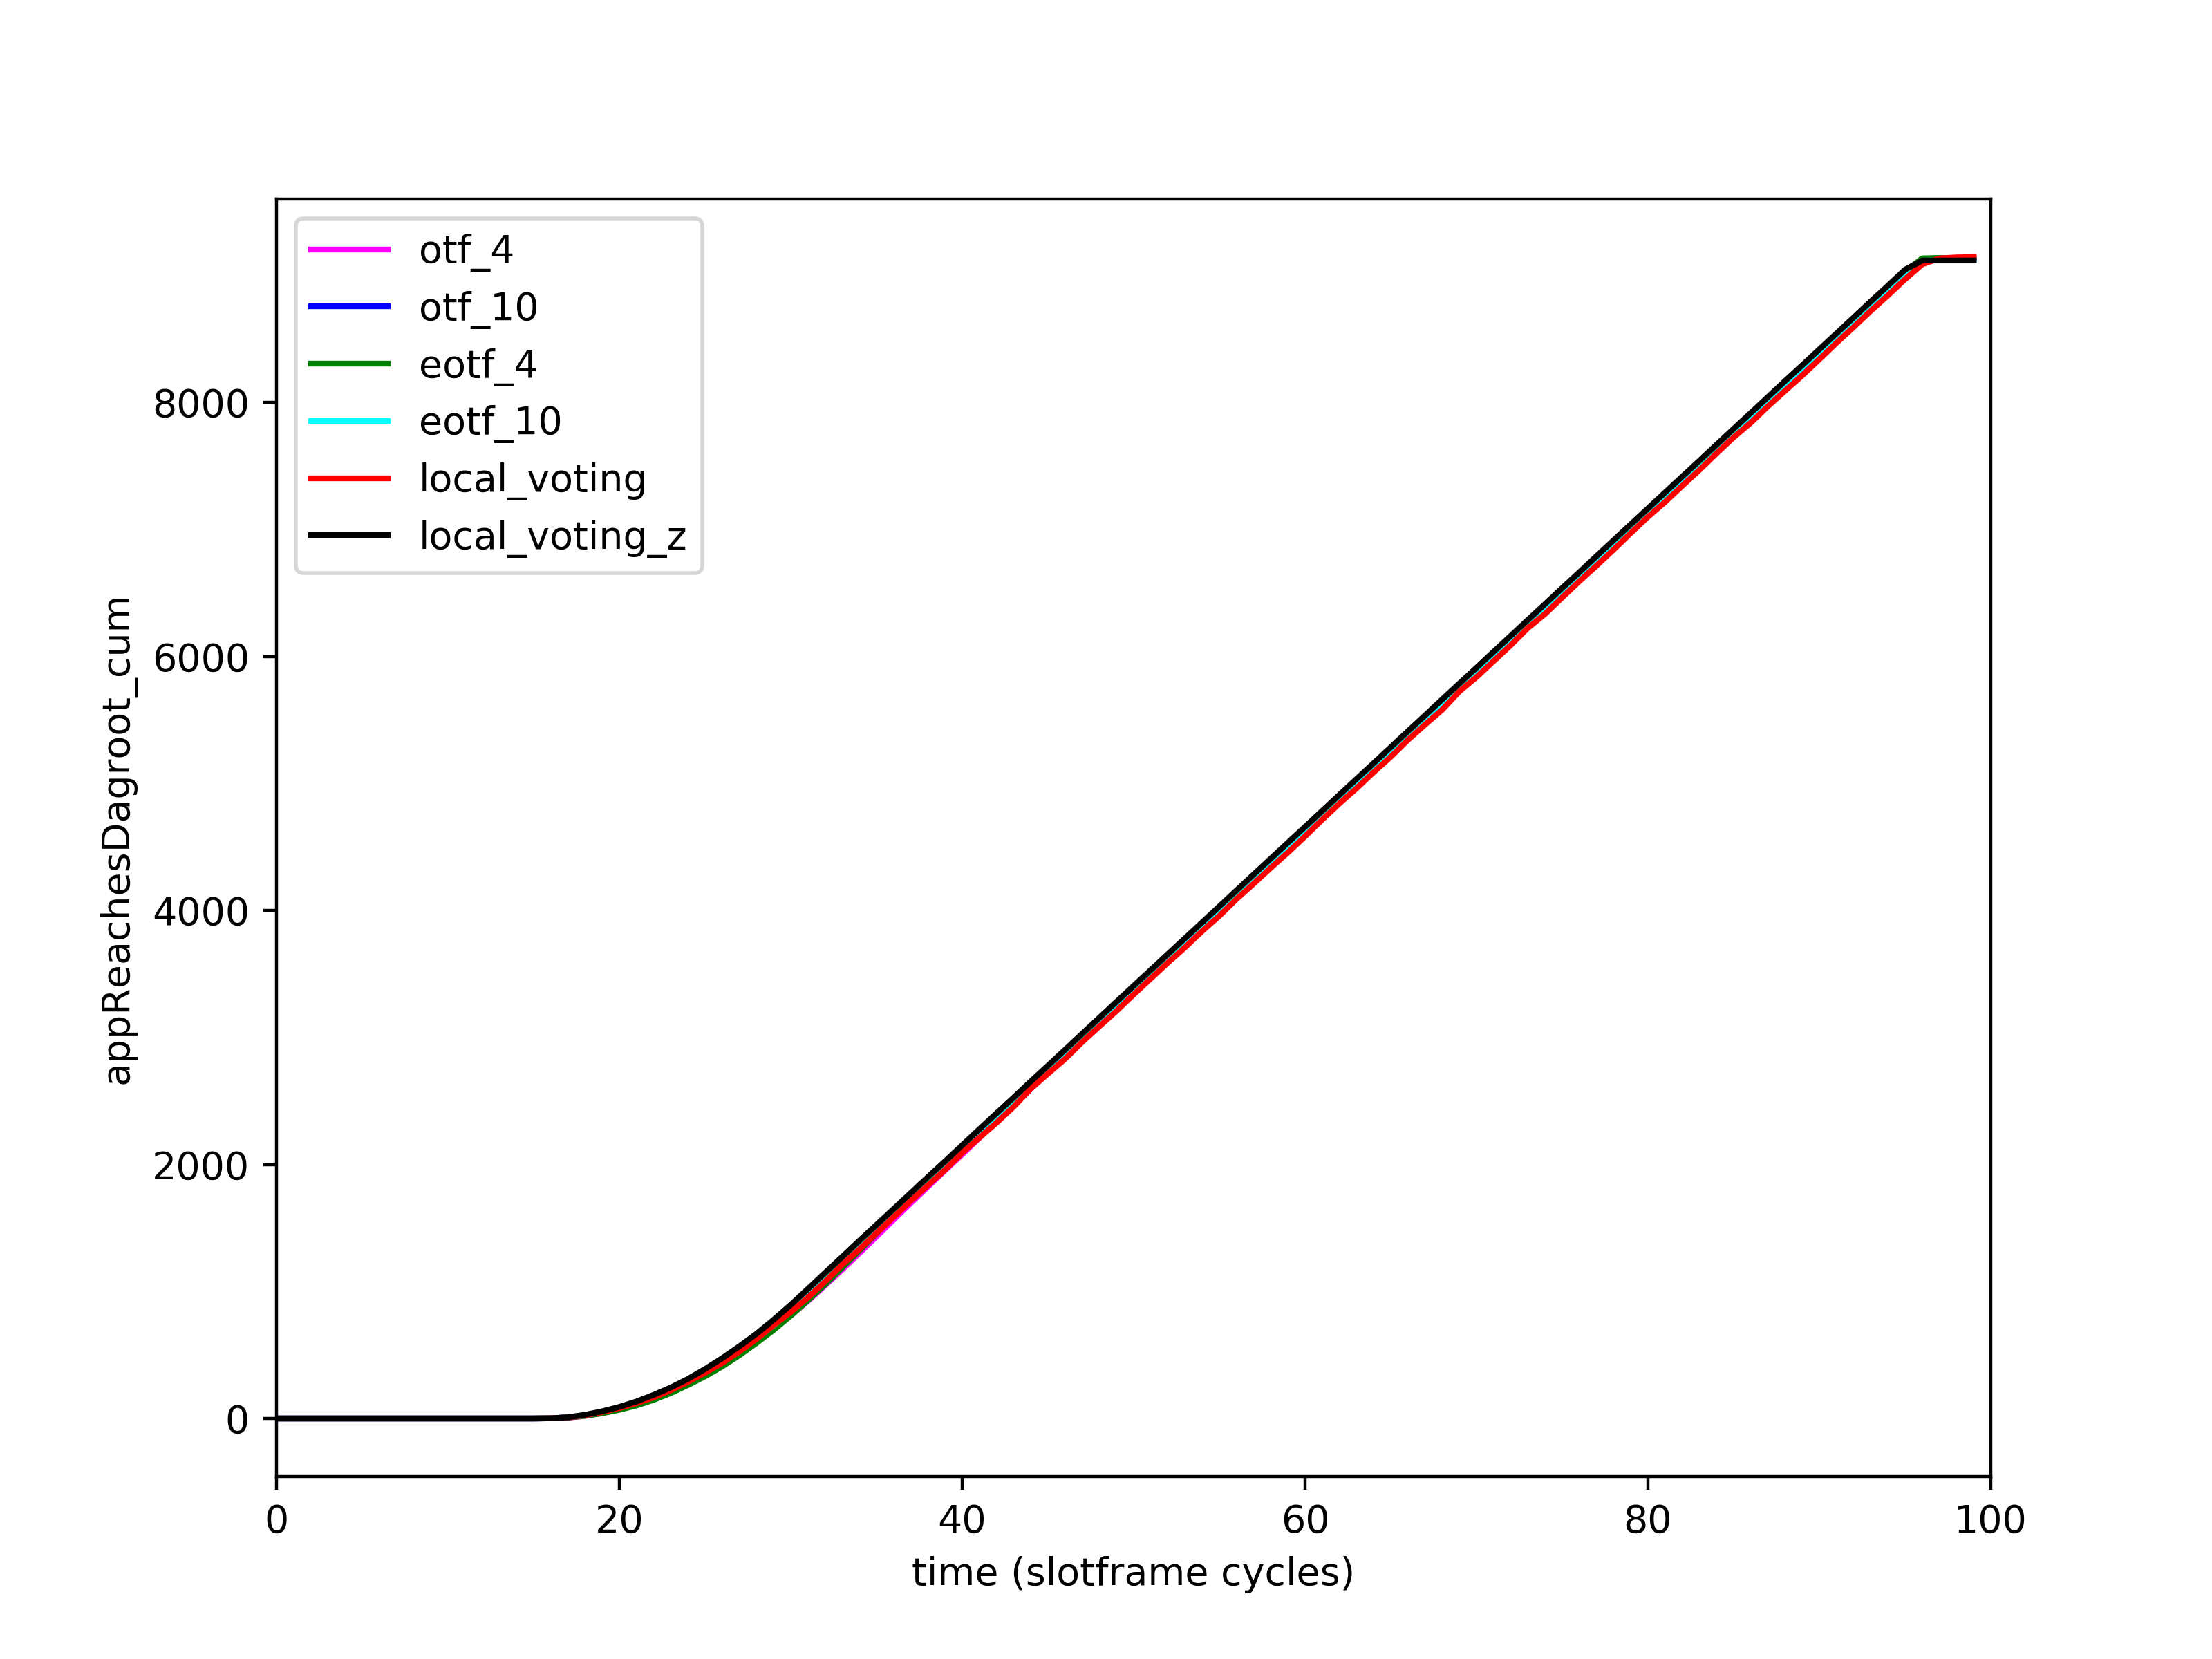 otf_4
otf_10
eotf_4
eotf_10
local_voting
local_voting_z
appReachesDagroot_cum
8000
6000
4000
2000
0
0 20 40 60 80 100
time (slotframe cycles)